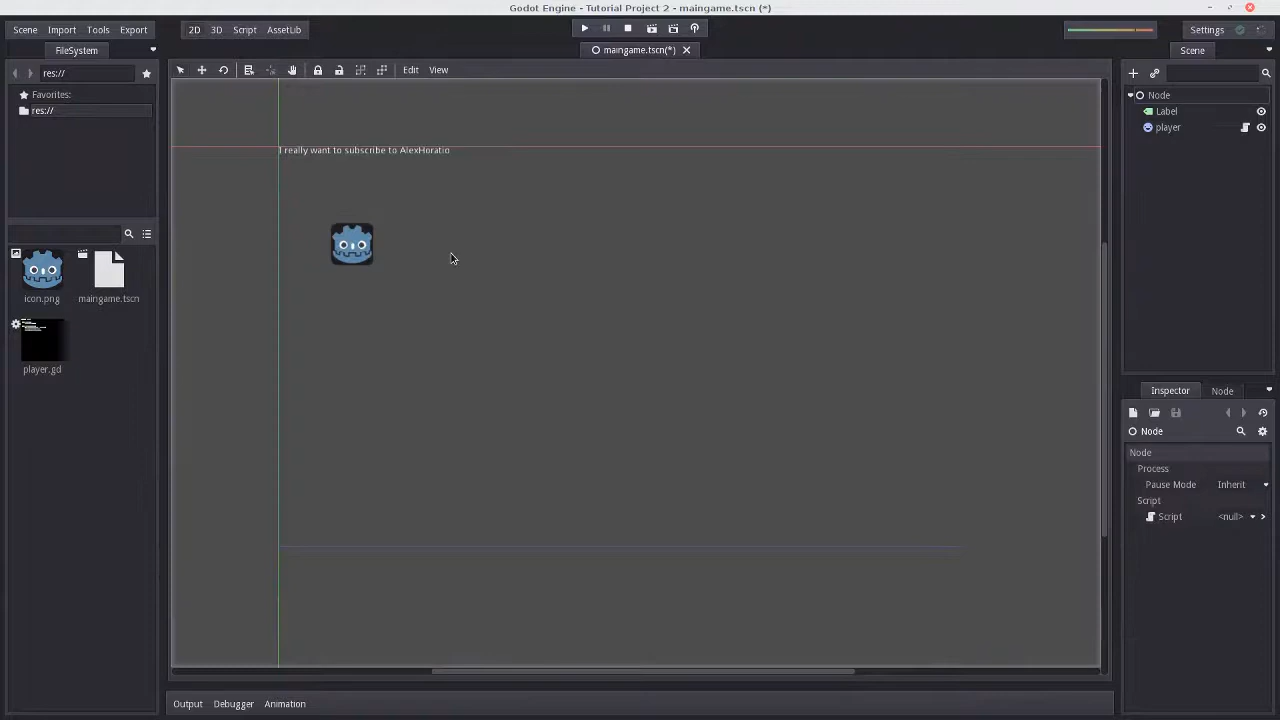 Godot Engine - Tutorial Project 2 - maingame.tscn (*)
Scene Import Tools Export 2D 3D Script AssetLib Settings
FileSystem maingame.tscn(*) Scene
res:// Edit View
Favorites: Node
res:// Label
player
I really want to subscribe to AlexHoratio
icon.png maingame.tscn
player.gd
Inspector Node
Node
Node
Process
Pause Mode Inherit
Script
Script <null>
Output Debugger Animation